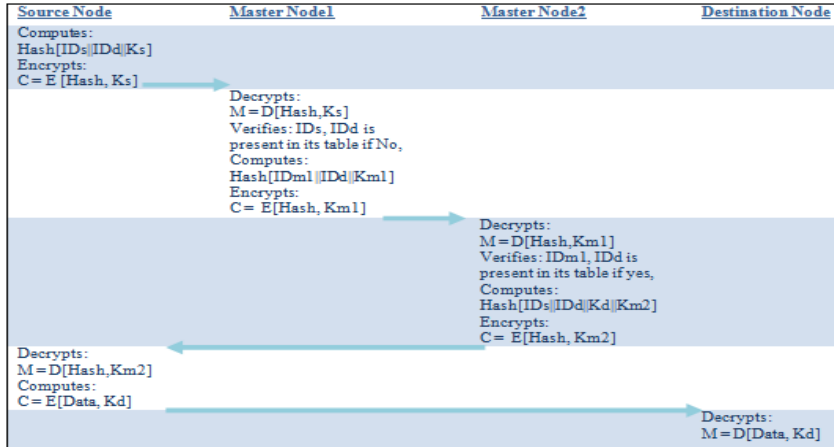 Source Node Master Node1 Master Node2 Destination Node
Computes:
Hash[IDs||IDd||Ks]
Encrypts:
C= E [Hash, Ks]
Decrypts:
M=D[Hash,Ks]
Verifies: IDs, IDd is
present in its table if No,
Computes:
Hash[IDm1||IDd||Km1]
Encrypts:
C= E[Hash, Km1]
Decrypts:
M=D[Hash,Km1]
Verifies: IDm1, IDd is
present in its table if yes,
Computes:
Hash[IDs||IDd||Kd||Km2]
Encrypts:
C= E[Hash, Km2]
Decrypts:
M=D[Hash,Km2]
Computes:
C=E[Data, Kd]
Decrypts:
M=D[Data, Kd]